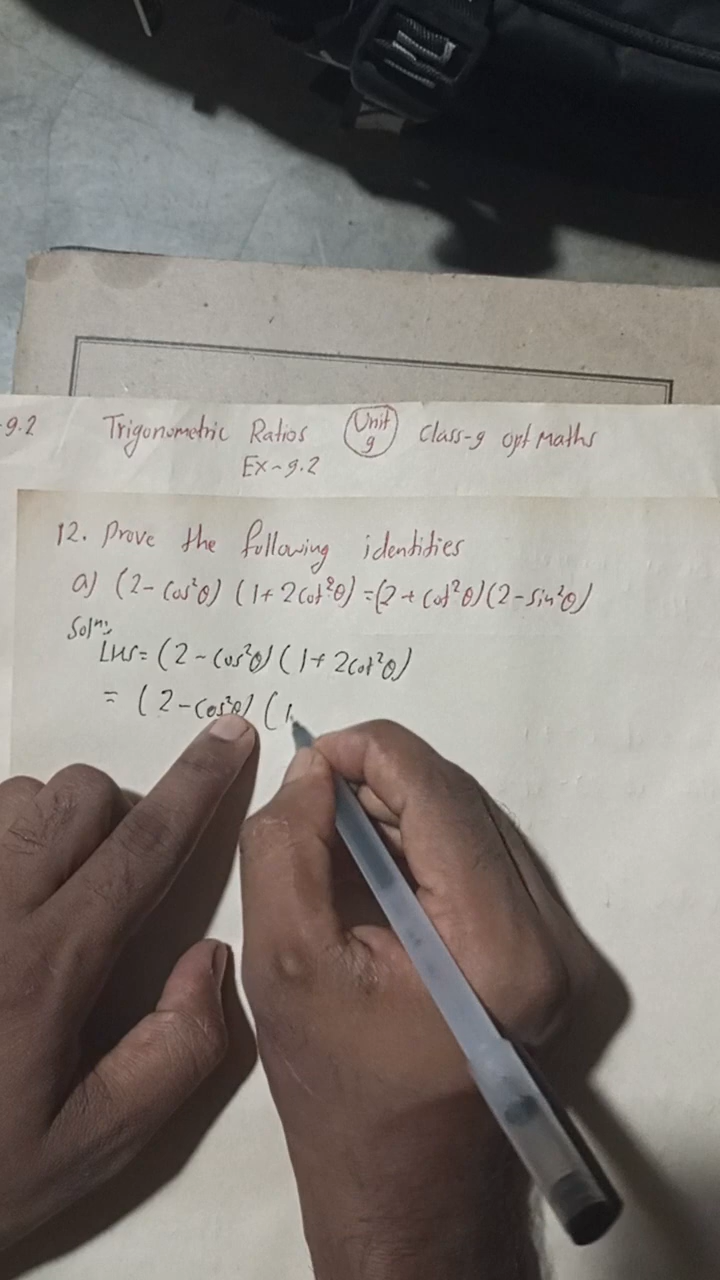 -9.2 Trigonometric Ratios Unit 9 Class-9 opt Maths
Ex-9.2
12. Prove the following identities
a) (2-Cos²θ) (1+2Cot²θ) =(2+Cot²θ)(2-Sin²θ)
Solⁿ:
LHS= (2-Cos²θ) (1+2Cot²θ)
= (2-Cos²θ) (1